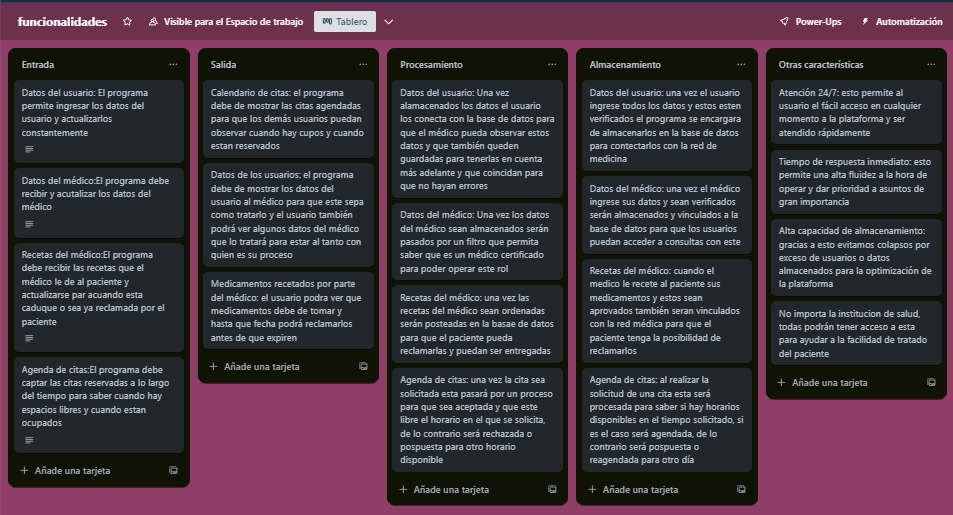 funcionalidades
Visible para el Espacio de trabajo
Tablero
Power-Ups
Automatización
Entrada
Datos del usuario: El programa
permite ingresar los datos del
usuario y actualizarlos
constantemente
Datos del médico:El programa debe
recibir y acutalizar los datos del
médico
Recetas del médico:El programa
debe recibir las recetas que el
médico le de al paciente y
actualizarse par acuando esta
caduque o sea ya reclamada por el
paciente
Agenda de citas:El programa debe
captar las citas reservadas a lo largo
del tiempo para saber cuando hay
espacios libres y cuando estan
ocupados
Añade una tarjeta
Salida
Calendario de citas: el programa
debe de mostrar las citas agendadas
para que los demás usuarios puedan
observar cuando hay cupos y cuando
estan reservados
Datos de los usuarios: el programa
debe de mostrar los datos del
usuario al médico para que este sepa
como tratarlo y el usuario también
podrá ver algunos datos del médico
que lo tratará para estar al tanto con
quien es su proceso
Medicamentos recetados por parte
del médico: el usuario podra ver que
medicamentos debe de tomar y
hasta que fecha podrá reclamarlos
antes de que expiren
Añade una tarjeta
Procesamiento
Datos del usuario: Una vez
alamacenados los datos el usuario
los conecta con la base de datos para
que el médico pueda observar estos
datos y que también queden
guardadas para tenerlas en cuenta
más adelante y que coincidan para
que no hayan errores
Datos del médico: Una vez los datos
del médico sean almacenados serán
pasados por un filtro que permita
saber que es un médico certificado
para poder operar este rol
Recetas del médico: una vez las
recetas del médico sean ordenadas
serán posteadas en la basae de datos
para que el paciente pueda
reclamarlas y puedan ser entregadas
Agenda de citas: una vez la cita sea
solicitada esta pasará por un proceso
para que sea aceptada y que este
libre el horario en el que se solicita,
de lo contrario será rechazada o
pospuesta para otro horario
disponible
Añade una tarjeta
Almacenamiento
Datos del usuario: una vez el usuario
ingrese todos los datos y estos esten
verificados el programa se encargara
de almacenarlos en la base de datos
para contectarlos con la red de
medicina
Datos del médico: una vez el médico
ingrese sus datos y sean verificados
serán almacenados y vinculados a la
base de datos para que los usuarios
puedan acceder a consultas con este
Recetas del médico: cuando el
medico le recete al paciente sus
medicamentos y estos sean
aprovados también seran vinculados
con la red médica para que el
paciente tenga la posibilidad de
reclamarlos
Agenda de citas: al realizar la
solicitud de una cita esta será
procesada para saber si hay horarios
disponibles en el tiempo solicitado, si
es el caso será agendada, de lo
contrario será pospuesta o
reagendada para otro día
Añade una tarjeta
Otras características
Atención 24/7: esto permite al
usuario el fácil acceso en cualquier
momento a la plataforma y ser
atendido rápidamente
Tiempo de respuesta inmediato: esto
permite una alta fluidez a la hora de
operar y dar prioridad a asuntos de
gran importancia
Alta capacidad de almacenamiento:
gracias a esto evitamos colapsos por
exceso de usuarios o datos
almacenados para la optimización de
la plataforma
No importa la institucion de salud,
todas podrán tener acceso a esta
para ayudar a la facilidad de tratado
del paciente
Añade una tarjeta